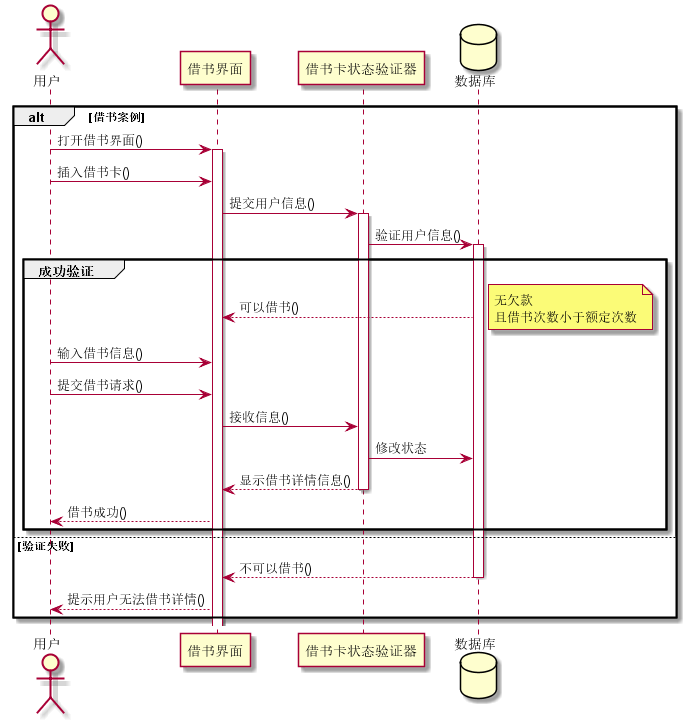 用户
借书界面
借书卡状态验证器
数据库
alt
[借书案例]
打开借书界面()
插入借书卡()
提交用户信息()
验证用户信息()
成功验证
无欠款
且借书次数小于额定次数
可以借书()
输入借书信息()
提交借书请求()
接收信息()
修改状态
显示借书详情信息()
借书成功()
[验证失败]
不可以借书()
提示用户无法借书详情()
用户
借书界面
借书卡状态验证器
数据库